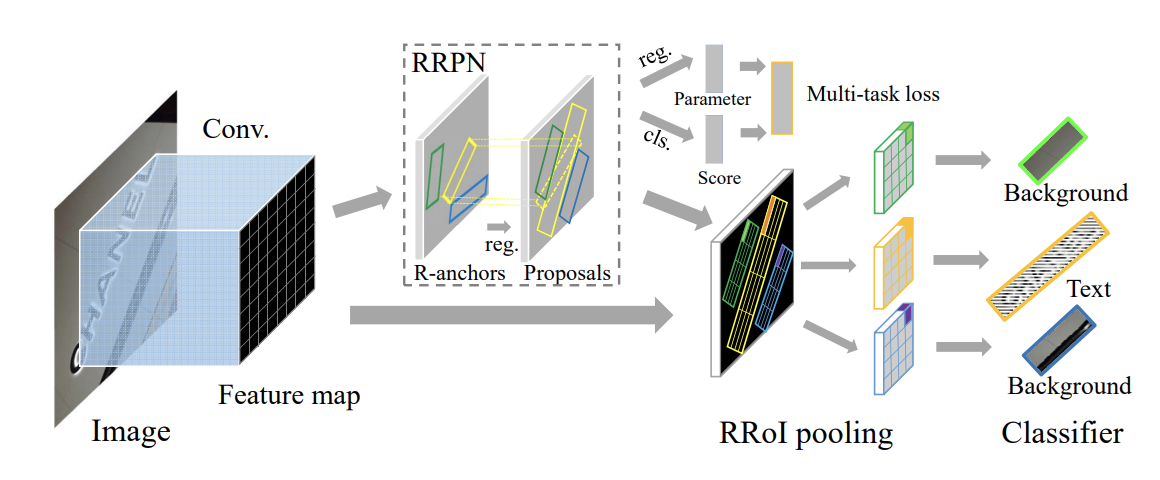 RRPN
reg.
Parameter
Multi-task loss
Conv.
cls.
Score
Background
reg.
R-anchors
Proposals
Text
CHANEL
Feature map
Background
Image
RRoI pooling
Classifier